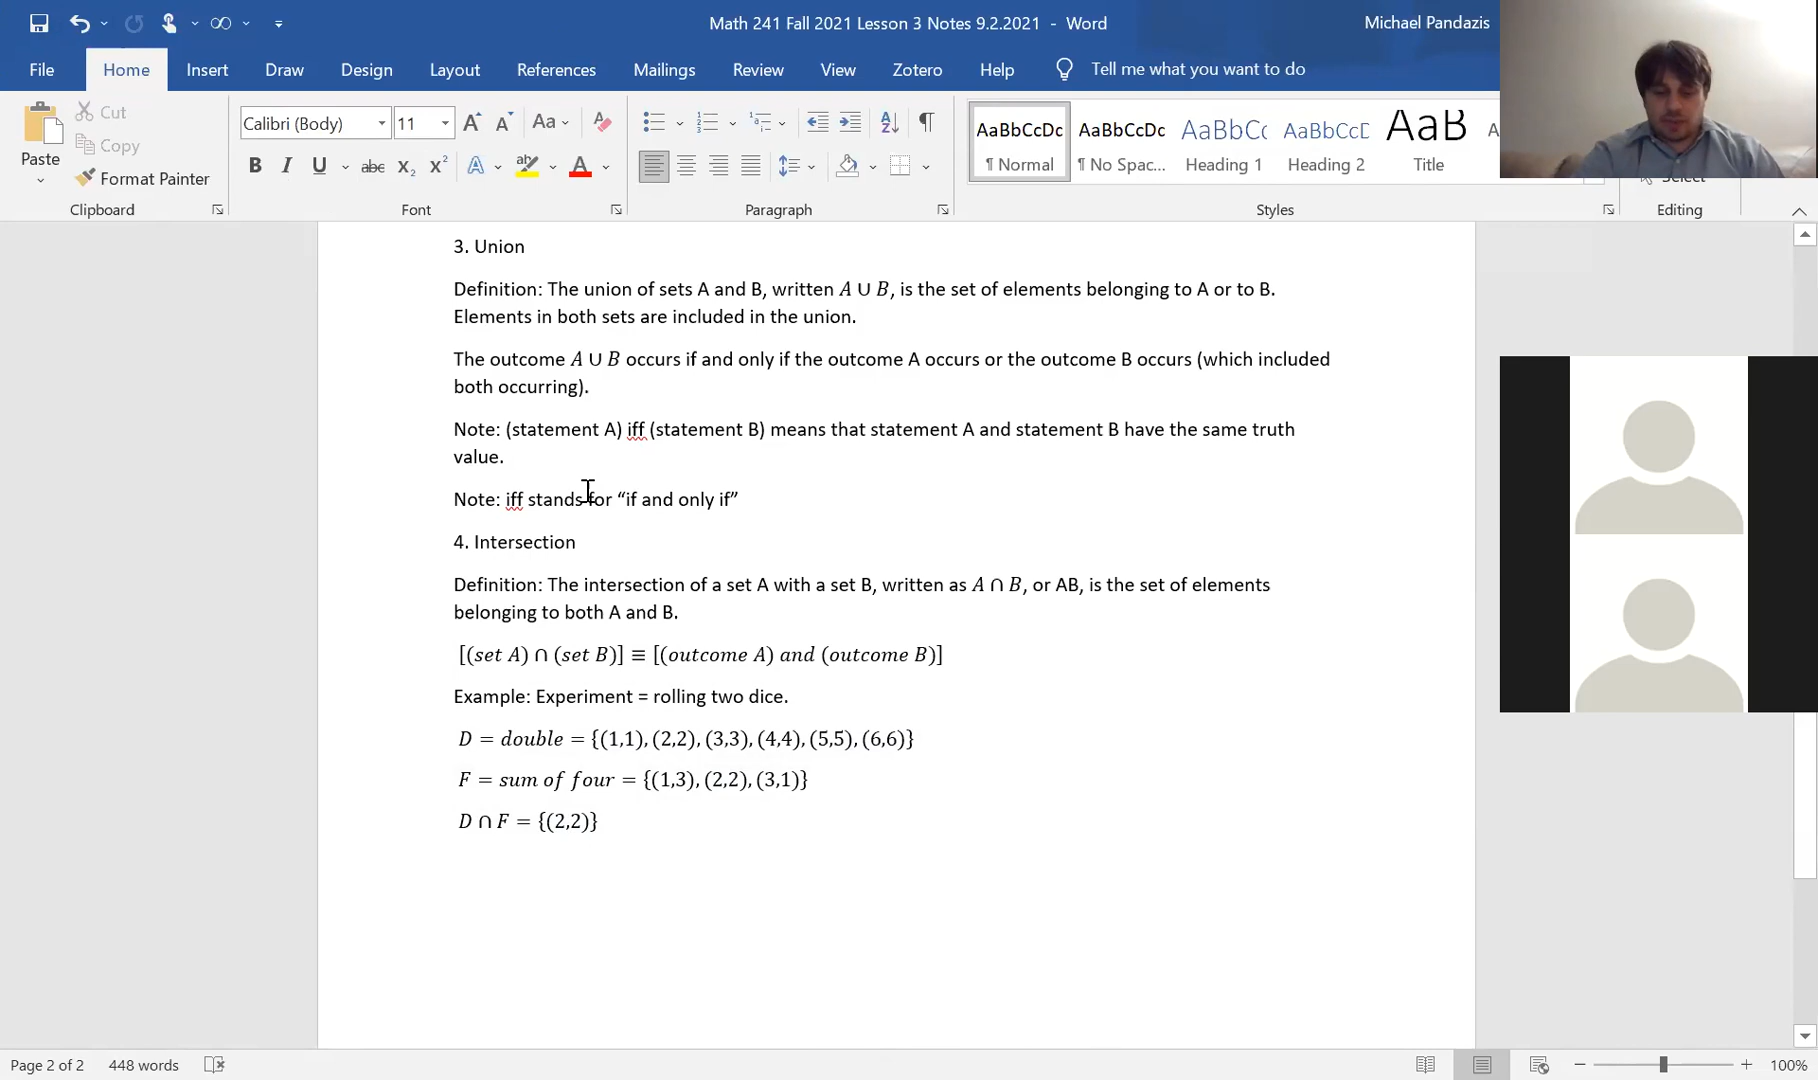 Math 241 Fall 2021 Lesson 3 Notes 9.2.2021 - Word
Michael Pandazis
File Home Insert Draw Design Layout References Mailings Review View Zotero Help Tell me what you want to do
Paste
Cut
Copy
Format Painter
Clipboard
Calibri (Body) 11
Font
Paragraph
AaBbCcDc AaBbCcDc AaBbCc AaBbCcD AaB
¶ Normal ¶ No Spac... Heading 1 Heading 2 Title
Styles
Select
Editing
3. Union
Definition: The union of sets A and B, written A ∪ B, is the set of elements belonging to A or to B.
Elements in both sets are included in the union.
The outcome A ∪ B occurs if and only if the outcome A occurs or the outcome B occurs (which included
both occurring).
Note: (statement A) iff (statement B) means that statement A and statement B have the same truth
value.
Note: iff stands for “if and only if”
4. Intersection
Definition: The intersection of a set A with a set B, written as A ∩ B, or AB, is the set of elements
belonging to both A and B.
[(set A) ∩ (set B)] ≡ [(outcome A) and (outcome B)]
Example: Experiment = rolling two dice.
D = double = {(1,1), (2,2), (3,3), (4,4), (5,5), (6,6)}
F = sum of four = {(1,3), (2,2), (3,1)}
D ∩ F = {(2,2)}
Page 2 of 2 448 words 100%